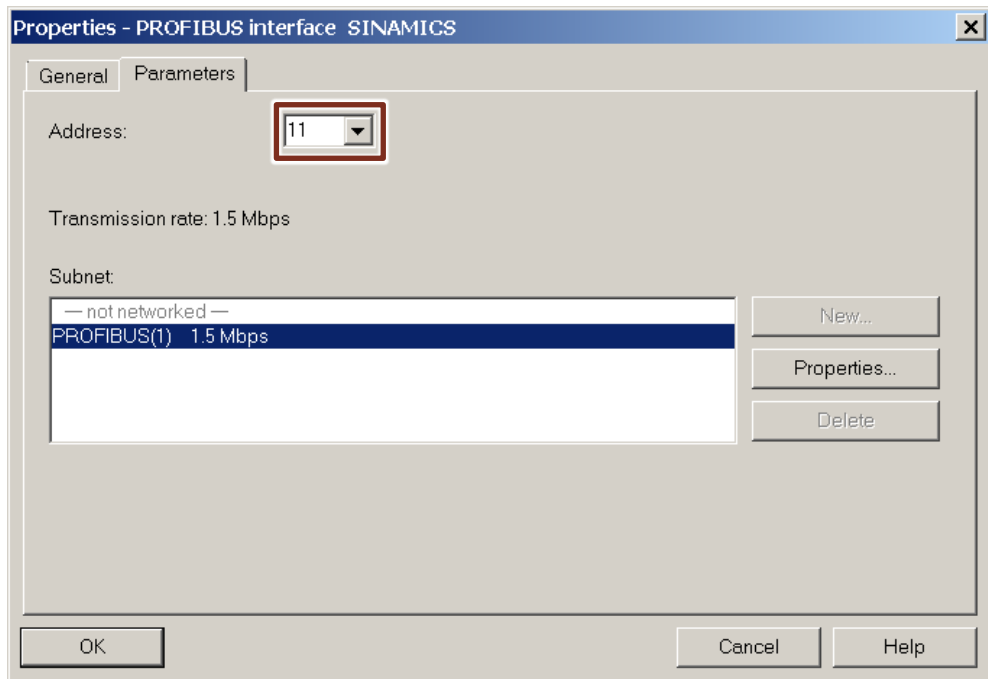 Properties - PROFIBUS interface  SINAMICS
General
Parameters
Address:
11
Transmission rate: 1.5 Mbps
Subnet:
— not networked —
PROFIBUS(1)   1.5 Mbps
New...
Properties...
Delete
OK
Cancel
Help